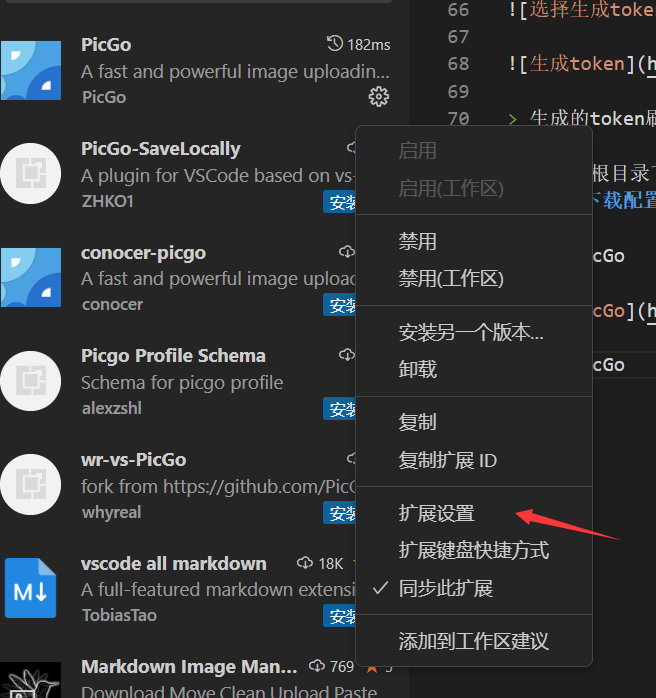 PicGo 182ms
A fast and powerful image uploadin...
PicGo
PicGo-SaveLocally
A plugin for VSCode based on vs-
ZHKO1 安装
conocer-picgo
A fast and powerful image uploa
conocer 安装
Picgo Profile Schema
Schema for picgo profile
alexzshl 安装
wr-vs-PicGo
fork from https://github.com/Pic
whyreal 安装
vscode all markdown 18K
A full-featured markdown extensi
TobiasTao 安装
Markdown Image Man... 769 5
Download Move Clean Upload Paste
启用
启用(工作区)
禁用
禁用(工作区)
安装另一个版本...
卸载
复制
复制扩展 ID
扩展设置
扩展键盘快捷方式
同步此扩展
添加到工作区建议
66 ![选择生成toke
67
68 ![生成token](h
69
70 > 生成的token刷
根目录
下载配置
cGo
cGo](h
cGo